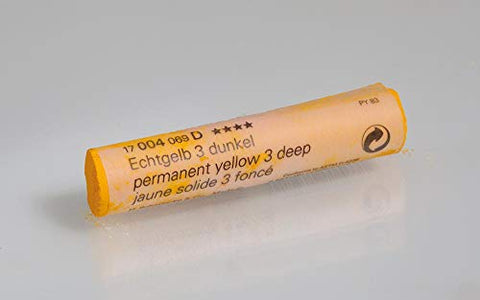 17 004 069 D ★★★★
Echtgelb 3 dunkel
permanent yellow 3 deep
jaune solide 3 foncé
PY 83